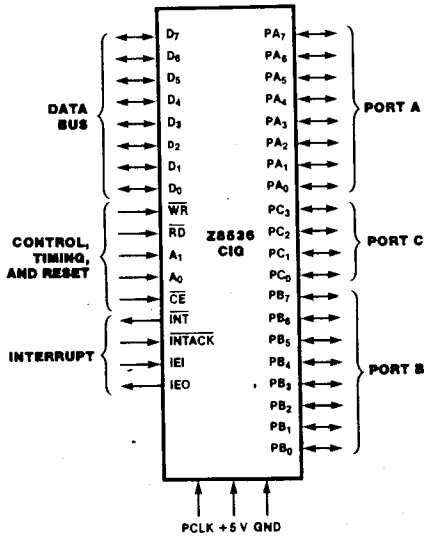 DATA
BUS
CONTROL,
TIMING,
AND RESET
INTERRUPT
D7
D6
D5
D4
D3
D2
D1
D0
WR
RD
A1
A0
CE
INT
INTACK
IEI
IEO
Z8536
CIO
PA7
PA6
PA5
PA4
PA3
PA2
PA1
PA0
PC3
PC2
PC1
PC0
PB7
PB6
PB5
PB4
PB3
PB2
PB1
PB0
PORT A
PORT C
PORT B
PCLK +5 V GND